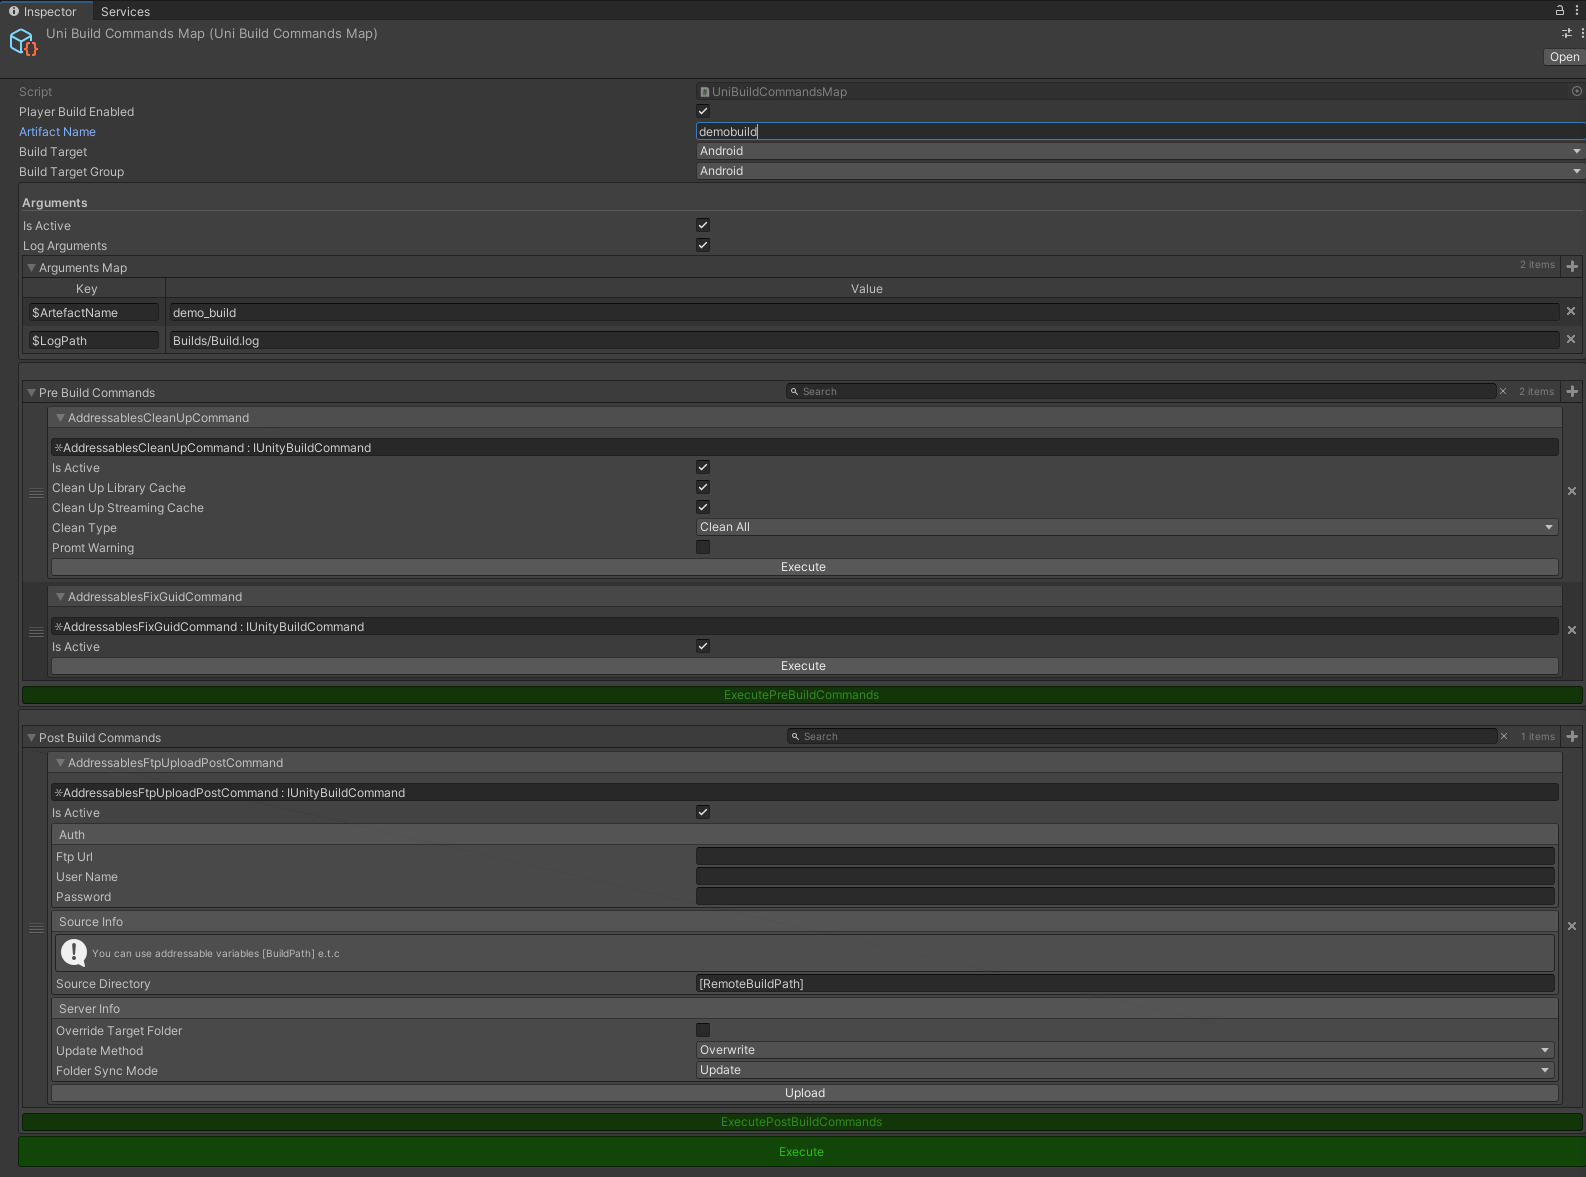 Inspector Services
Uni Build Commands Map (Uni Build Commands Map)
Open
Script UniBuildCommandsMap
Player Build Enabled
Artifact Name demobuild
Build Target Android
Build Target Group Android
Arguments
Is Active
Log Arguments
Arguments Map 2 items
Key Value
$ArtefactName demo_build
$LogPath Builds/Build.log
Pre Build Commands Search 2 items
AddressablesCleanUpCommand
*AddressablesCleanUpCommand : IUnityBuildCommand
Is Active
Clean Up Library Cache
Clean Up Streaming Cache
Clean Type Clean All
Promt Warning
Execute
AddressablesFixGuidCommand
*AddressablesFixGuidCommand : IUnityBuildCommand
Is Active
Execute
ExecutePreBuildCommands
Post Build Commands Search 1 items
AddressablesFtpUploadPostCommand
*AddressablesFtpUploadPostCommand : IUnityBuildCommand
Is Active
Auth
Ftp Url
User Name
Password
Source Info
You can use addressable variables [BuildPath] e.t.c
Source Directory [RemoteBuildPath]
Server Info
Override Target Folder
Update Method Overwrite
Folder Sync Mode Update
Upload
ExecutePostBuildCommands
Execute